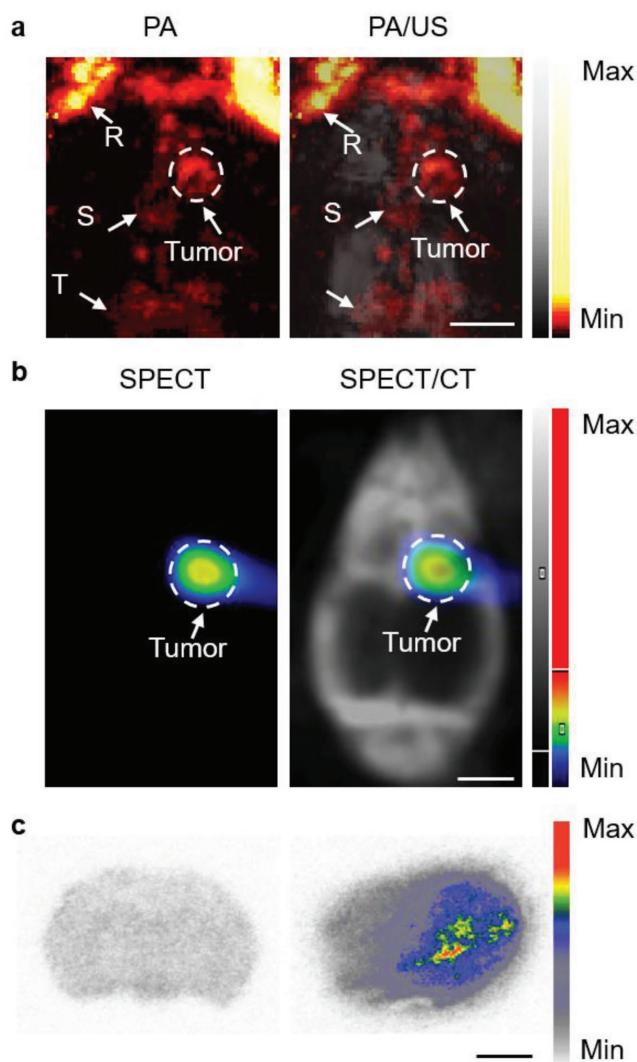 a
PA
PA/US
R
S
T
Tumor
R
S
Tumor
Max
Min
b
SPECT
SPECT/CT
Tumor
Tumor
Max
Min
c
Max
Min